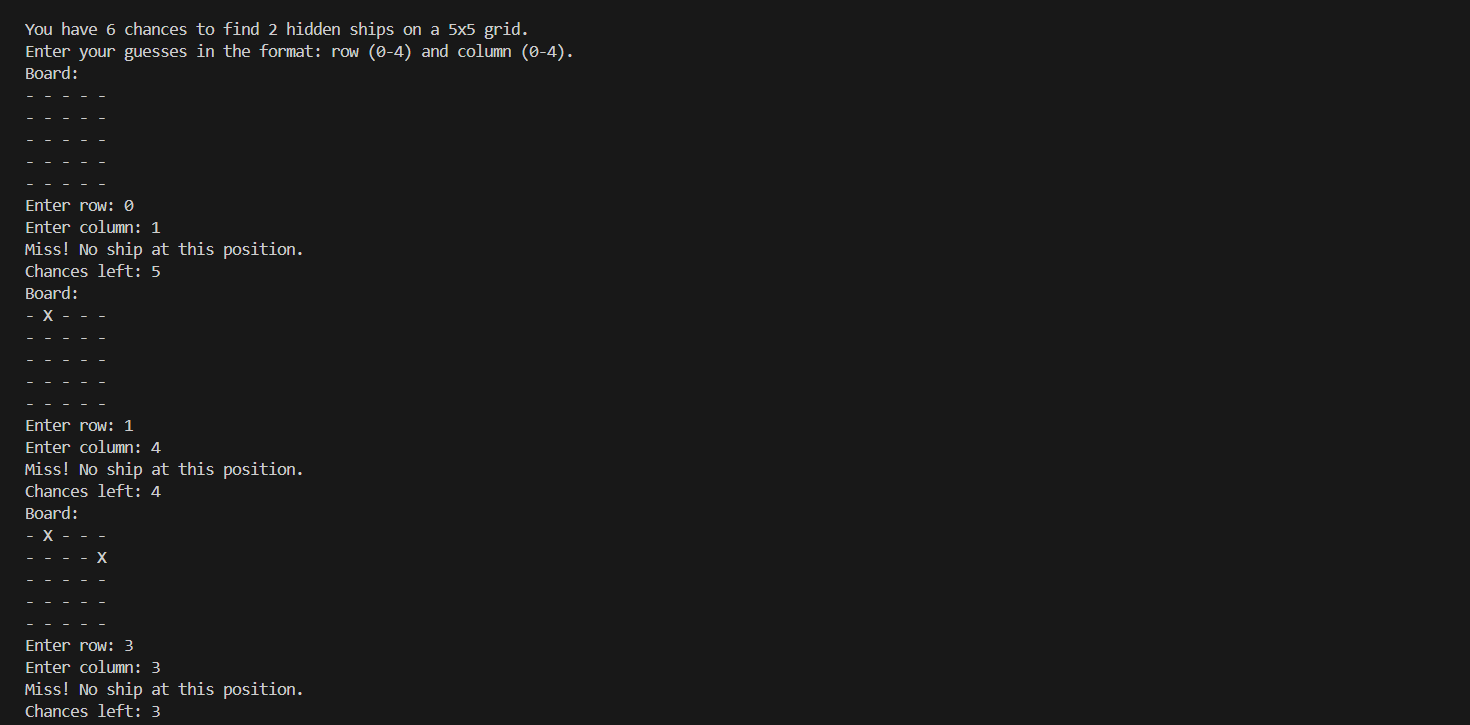 You have 6 chances to find 2 hidden ships on a 5x5 grid.
Enter your guesses in the format: row (0-4) and column (0-4).
Board:
- - - - -
- - - - -
- - - - -
- - - - -
- - - - -
Enter row: 0
Enter column: 1
Miss! No ship at this position.
Chances left: 5
Board:
- X - - -
- - - - -
- - - - -
- - - - -
- - - - -
Enter row: 1
Enter column: 4
Miss! No ship at this position.
Chances left: 4
Board:
- X - - -
- - - - X
- - - - -
- - - - -
- - - - -
Enter row: 3
Enter column: 3
Miss! No ship at this position.
Chances left: 3